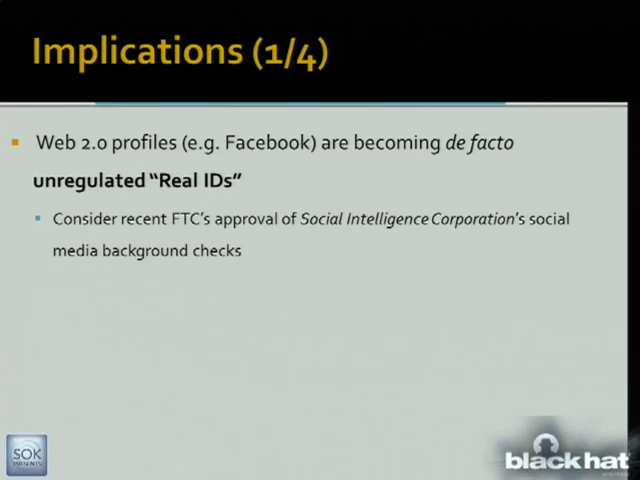 Implications (1/4)
Web 2.0 profiles (e.g. Facebook) are becoming de facto
unregulated “Real IDs”
Consider recent FTC’s approval of Social Intelligence Corporation’s social
media background checks
SOK
PRESENTS
black hat